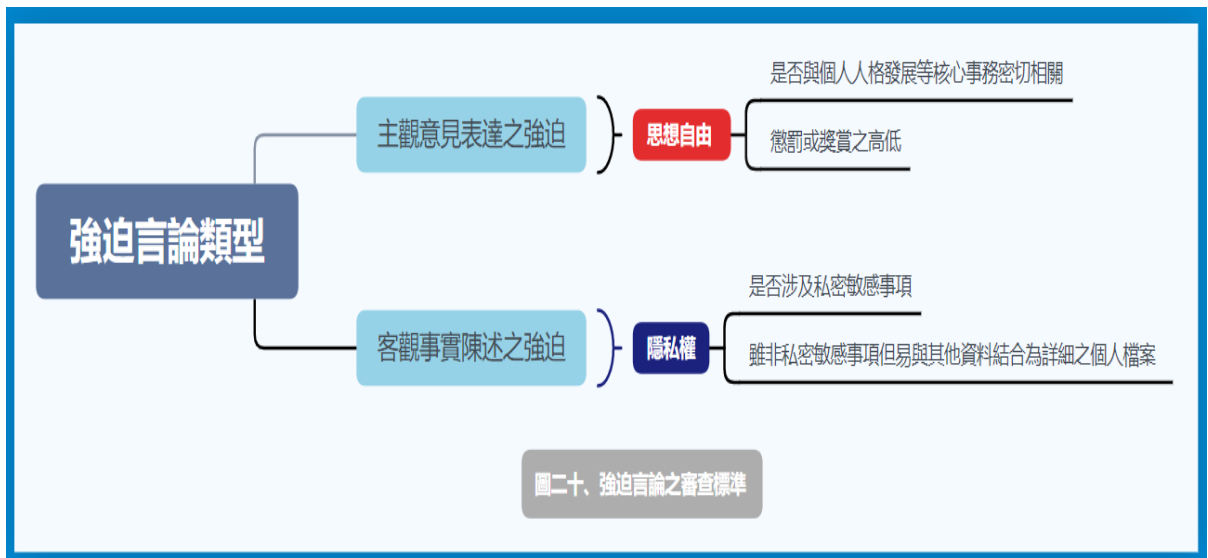 強迫言論類型
主觀意見表達之強迫
思想自由
是否與個人人格發展等核心事務密切相關
懲罰或獎賞之高低
客觀事實陳述之強迫
隱私權
是否涉及私密敏感事項
雖非私密敏感事項但易與其他資料結合為詳細之個人檔案
圖二十、強迫言論之審查標準